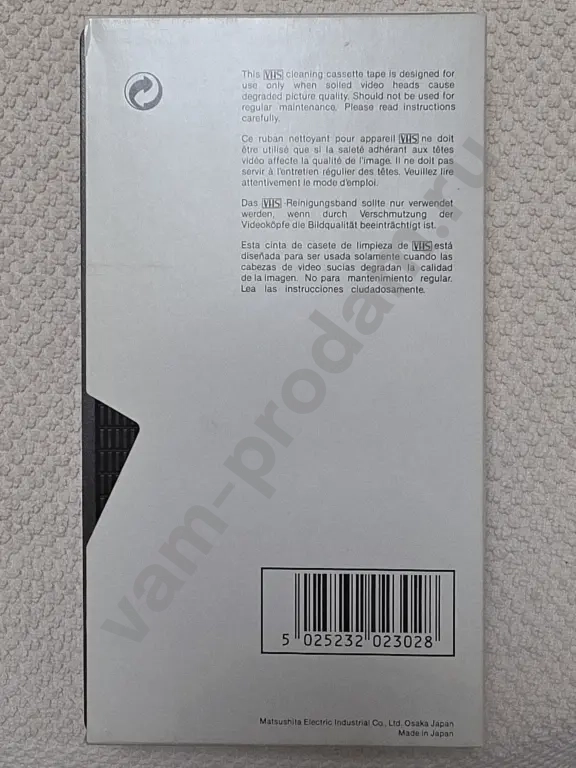 This VHS cleaning cassette tape is designed for
use only when soiled video heads cause
degraded picture quality. Should not be used for
regular maintenance. Please read instructions
carefully.
Ce ruban nettoyant pour appareil VHS ne doit
être utilisé que si la saleté adhérant aux têtes
vidéo affecte la qualité de l'image. Il ne doit pas
servir à l'entretien régulier des têtes. Veuillez lire
attentivement le mode d'emploi.
Das VHS-Reinigungsband sollte nur verwendet
werden, wenn durch Verschmutzung der
Videoköpfe die Bildqualität beeinträchtigt ist.
Esta cinta de casete de limpieza de VHS está
diseñada para ser usada solamente cuando las
cabezas de video sucias degradan la calidad
de la imagen. No para mantenimiento regular.
Lea las instrucciones ciudadosamente.
vam-prodam.ru
5 025232 023028
Matsushita Electric Industrial Co., Ltd. Osaka Japan
Made in Japan